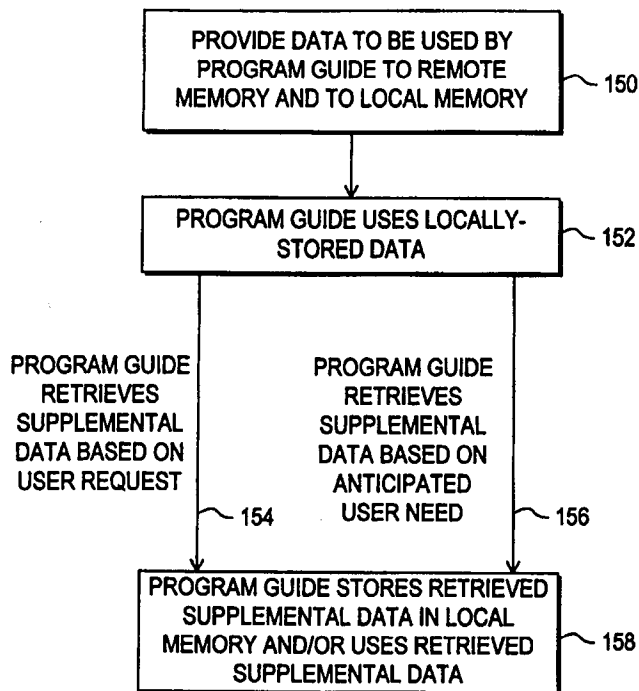 PROVIDE DATA TO BE USED BY
PROGRAM GUIDE TO REMOTE
MEMORY AND TO LOCAL MEMORY
150
PROGRAM GUIDE USES LOCALLY-
STORED DATA
152
PROGRAM GUIDE
RETRIEVES
SUPPLEMENTAL
DATA BASED ON
USER REQUEST
154
PROGRAM GUIDE
RETRIEVES
SUPPLEMENTAL
DATA BASED ON
ANTICIPATED
USER NEED
156
PROGRAM GUIDE STORES RETRIEVED
SUPPLEMENTAL DATA IN LOCAL
MEMORY AND/OR USES RETRIEVED
SUPPLEMENTAL DATA
158